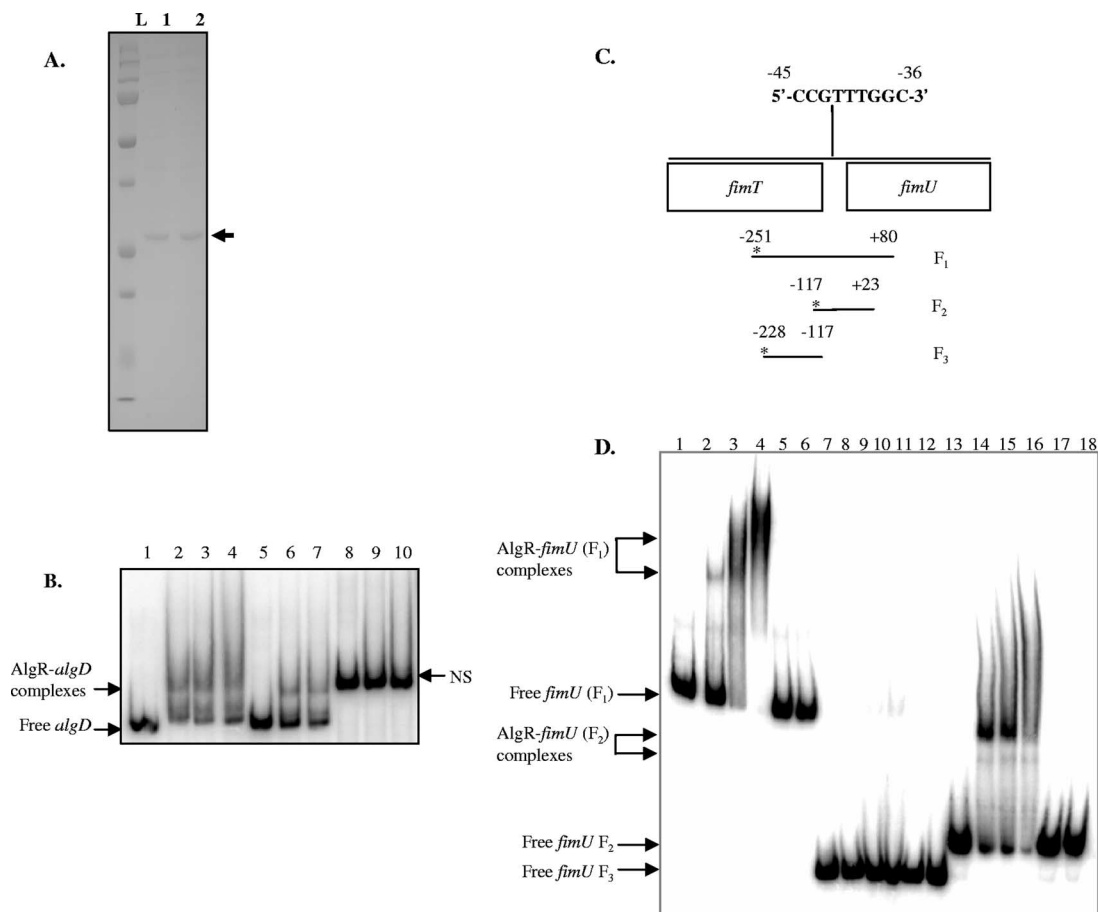 A.
L 1 2
B.
1 2 3 4 5 6 7 8 9 10
AlgR-algD
complexes
Free algD
NS
C.
-45 -36
5’-CCGTTTGGC-3’
fimT fimU
-251 +80
*
F1
-117 +23
*
F2
-228 -117
*
F3
D.
1 2 3 4 5 6 7 8 9 10 11 12 13 14 15 16 17 18
AlgR-fimU (F1)
complexes
Free fimU (F1)
AlgR-fimU (F2)
complexes
Free fimU F2
Free fimU F3